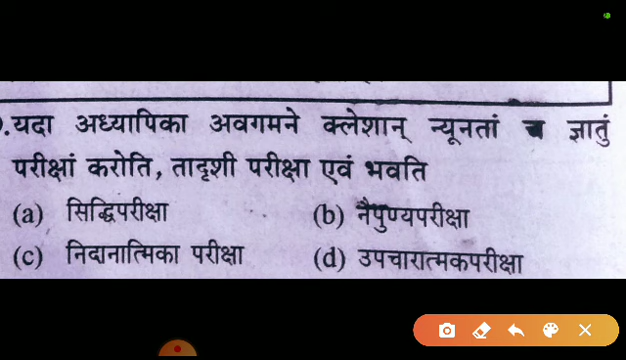 .यदा अध्यापिका अवगमने क्लेशान् न्यूनतां च ज्ञातुं
परीक्षां करोति, तादृशी परीक्षा एवं भवति
(a) सिद्धिपरीक्षा (b) नैपुण्यपरीक्षा
(c) निदानात्मिका परीक्षा (d) उपचारात्मकपरीक्षा